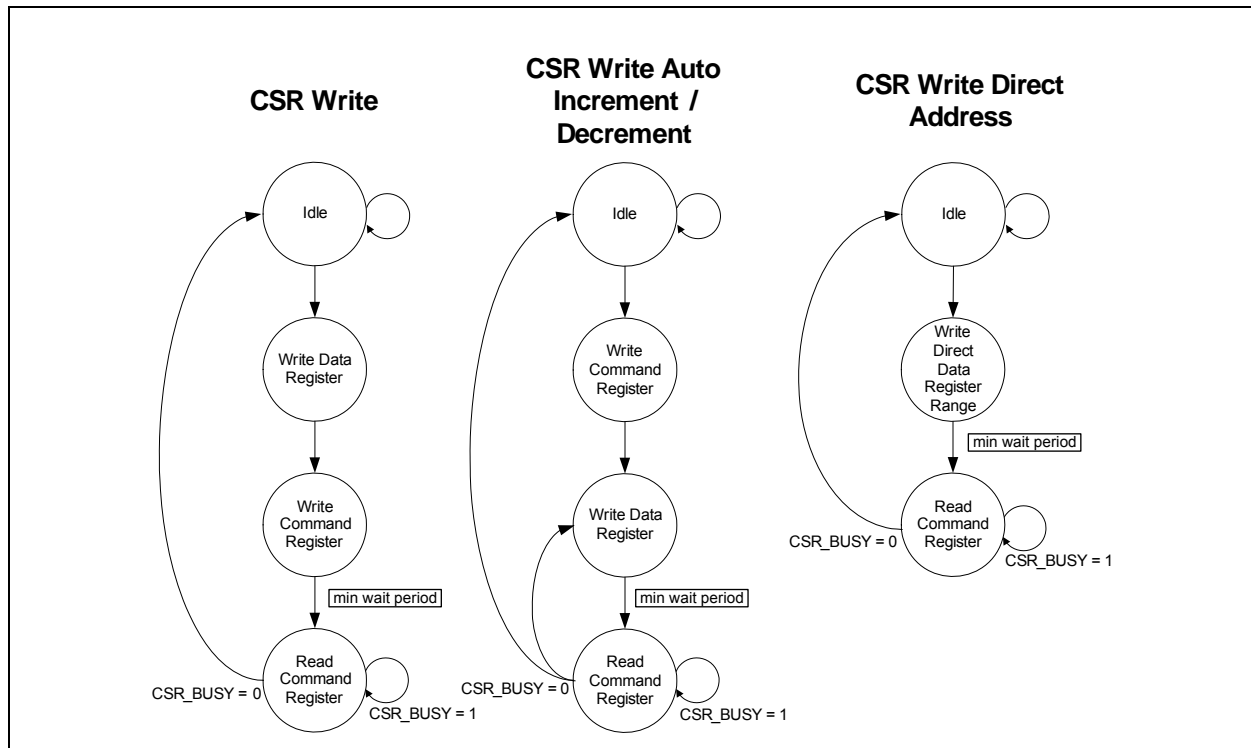 CSR Write
Idle
Write Data
Register
Write
Command
Register
min wait period
Read
Command
Register
CSR_BUSY = 0
CSR_BUSY = 1
CSR Write Auto
Increment /
Decrement
Idle
Write
Command
Register
Write Data
Register
min wait period
Read
Command
Register
CSR_BUSY = 0
CSR_BUSY = 1
CSR Write Direct
Address
Idle
Write
Direct
Data
Register
Range
min wait period
Read
Command
Register
CSR_BUSY = 0
CSR_BUSY = 1